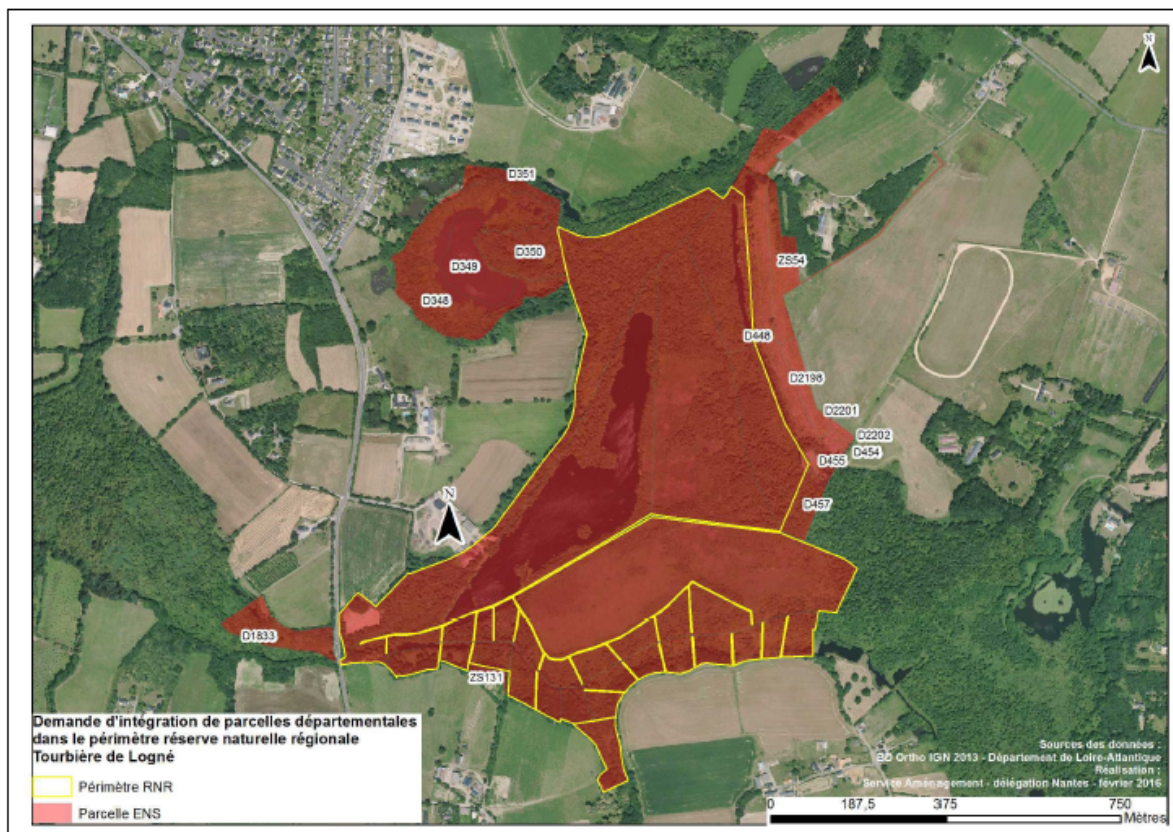 N
D351
D350
D349
D348
ZS54
D448
D2198
D2201
D2202
D454
D455
D457
N
D1833
ZS131
Demande d'intégration de parcelles départementales
dans le périmètre réserve naturelle régionale
Tourbière de Logné
Périmètre RNR
Parcelle ENS
Sources des données :
BD Ortho IGN 2013 - Département de Loire-Atlantique
Réalisation :
Service Aménagement - délégation Nantes - février 2016
0 187,5 375 750
Mètres